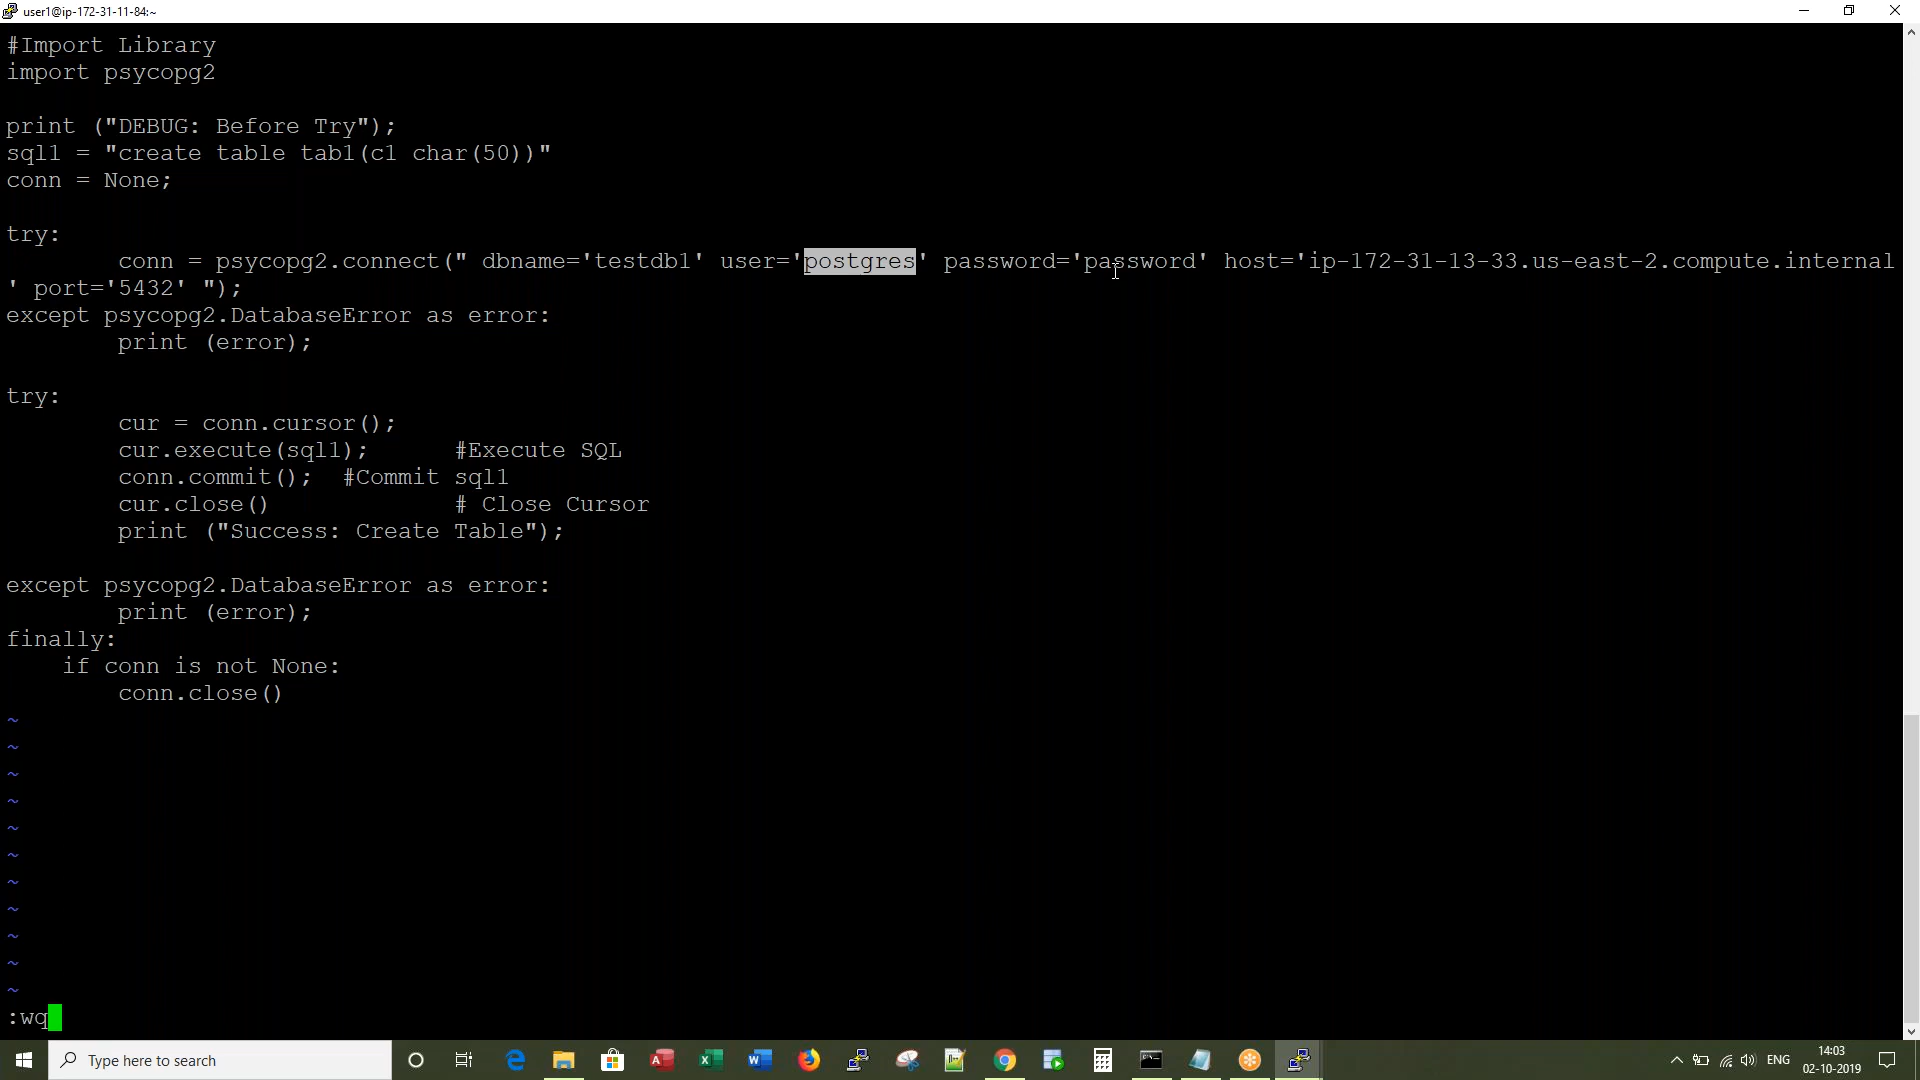 user1@ip-172-31-11-84:~
#Import Library
import psycopg2
print ("DEBUG: Before Try");
sql1 = "create table tab1(c1 char(50))"
conn = None;
try:
conn = psycopg2.connect(" dbname='testdb1' user='postgres' password='password' host='ip-172-31-13-33.us-east-2.compute.internal
' port='5432' ");
except psycopg2.DatabaseError as error:
print (error);
try:
cur = conn.cursor();
cur.execute(sql1); #Execute SQL
conn.commit(); #Commit sql1
cur.close() # Close Cursor
print ("Success: Create Table");
except psycopg2.DatabaseError as error:
print (error);
finally:
if conn is not None:
conn.close()
~
~
~
~
~
~
~
~
~
~
~
:wq
Type here to search
ENG
14:03
02-10-2019